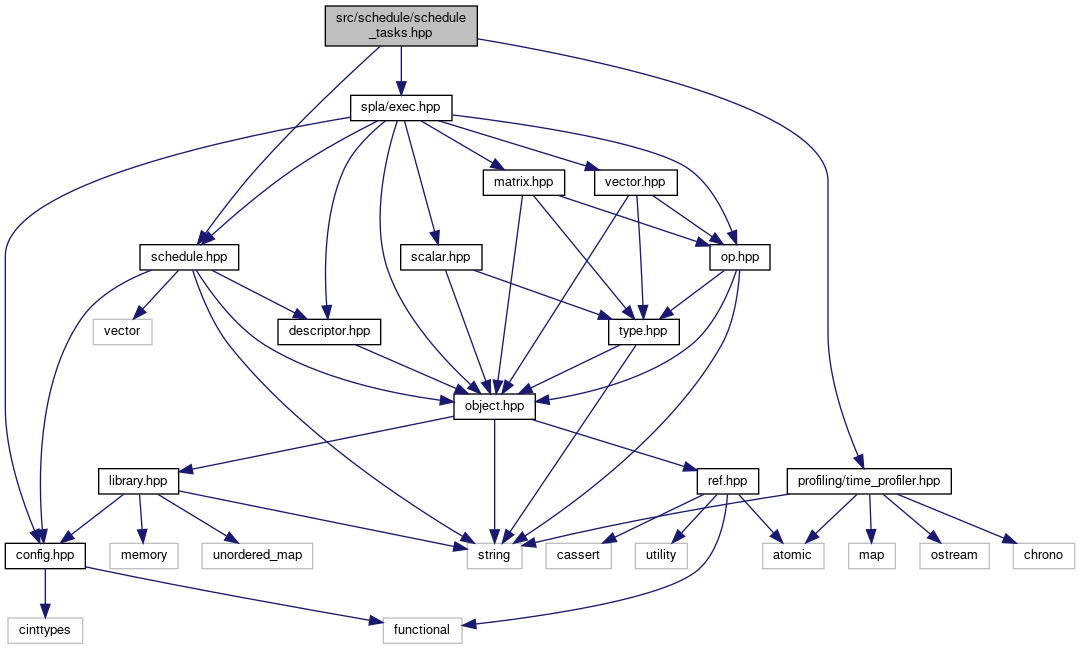 src/schedule/schedule
_tasks.hpp
spla/exec.hpp
matrix.hpp
vector.hpp
schedule.hpp
scalar.hpp
op.hpp
vector
descriptor.hpp
type.hpp
object.hpp
library.hpp
ref.hpp
profiling/time_profiler.hpp
config.hpp
memory
unordered_map
string
cassert
utility
atomic
map
ostream
chrono
cinttypes
functional